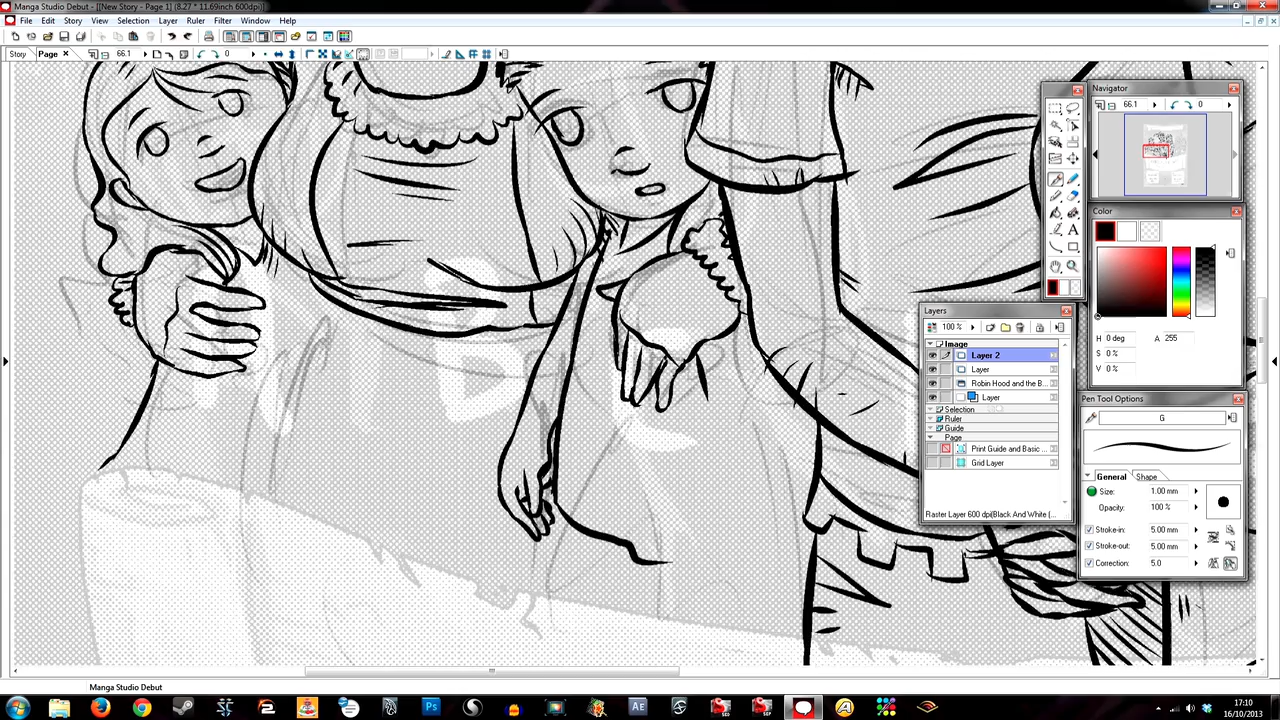 Manga Studio Debut - [[New Story - Page 1] (8.27 * 11.69inch 600dpi)]
File Edit Story View Selection Layer Ruler Filter Window Help
Story Page 66.1 0
Navigator
66.1 0
Color
H 0 deg A 255
S 0 %
V 0 %
Layers
100 %
Image
Layer 2
Layer
Robin Hood and the B...
Layer
Selection
Ruler
Guide
Page
Print Guide and Basic ...
Grid Layer
Raster Layer 600 dpi(Black And White (...
Pen Tool Options
G
General Shape
Size: 1.00 mm
Opacity: 100 %
Stroke-in: 5.00 mm
Stroke-out: 5.00 mm
Correction: 5.0
Manga Studio Debut
Ps
Ae
17:10
16/10/2013